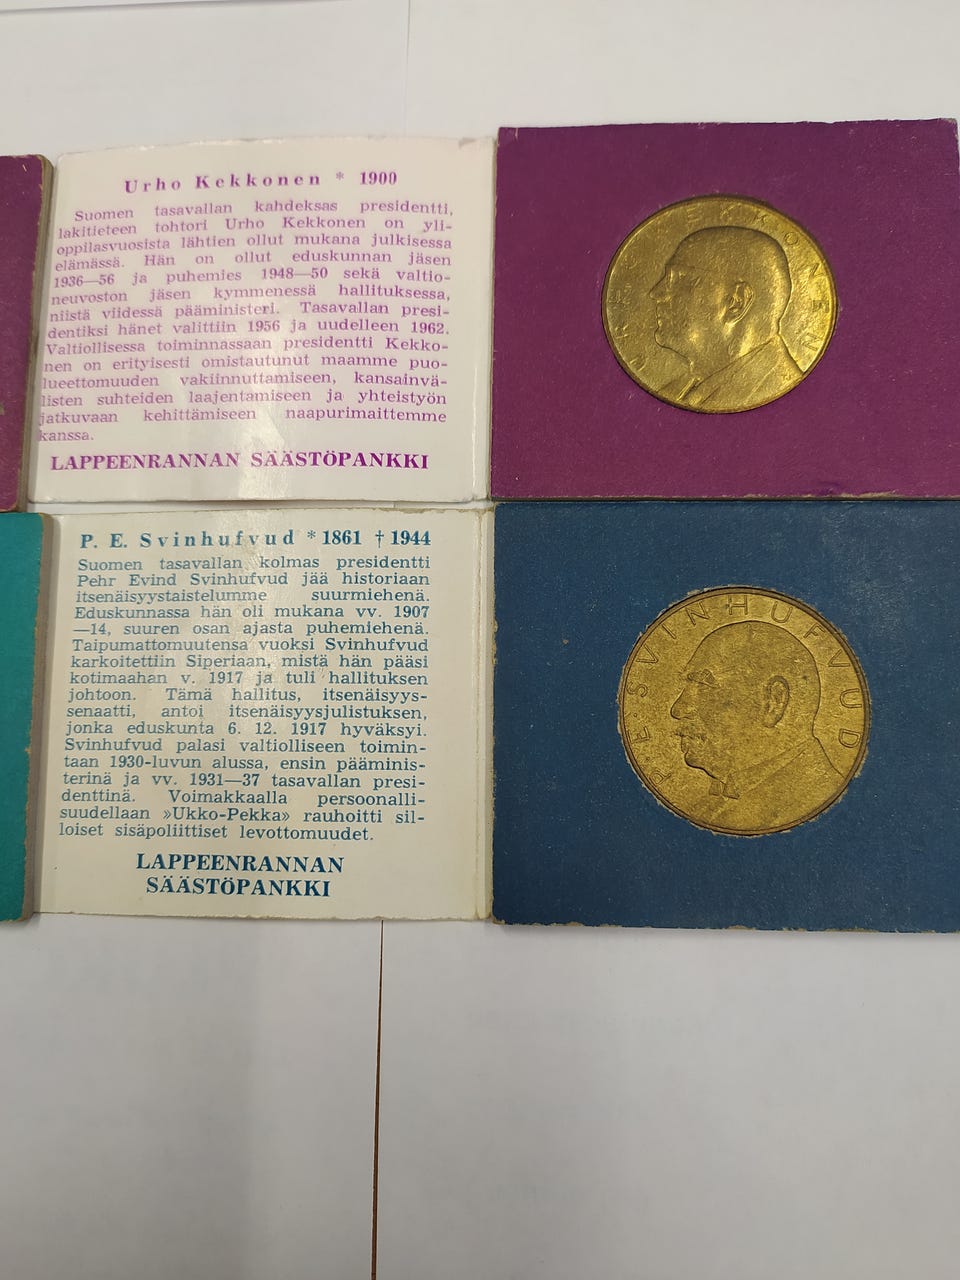 Urho Kekkonen * 1900
Suomen tasavallan kahdeksas presidentti,
lakitieteen tohtori Urho Kekkonen on yli-
oppilasvuosista lähtien ollut mukana julkisessa
elämässä. Hän on ollut eduskunnan jäsen
1936—56 ja puhemies 1948—50 sekä valtio-
neuvoston jäsen kymmenessä hallituksessa,
niistä viidessä pääministeri. Tasavallan presi-
dentiksi hänet valittiin 1956 ja uudelleen 1962.
Valtiollisessa toiminnassaan presidentti Kekko-
nen on erityisesti omistautunut maamme puo-
lueettomuuden vakiinnuttamiseen, kansainvä-
listen suhteiden laajentamiseen ja yhteistyön
jatkuvaan kehittämiseen naapurimaittemme
kanssa.
LAPPEENRANNAN SÄÄSTÖPANKKI
URHO KEKKONEN
P. E. Svinhufvud * 1861 † 1944
Suomen tasavallan kolmas presidentti
Pehr Evind Svinhufvud jää historiaan
itsenäisyystaistelumme suurmiehenä.
Eduskunnassa hän oli mukana vv. 1907
—14, suuren osan ajasta puhemiehenä.
Taipumattomuutensa vuoksi Svinhufvud
karkoitettiin Siperiaan, mistä hän pääsi
kotimaahan v. 1917 ja tuli hallituksen
johtoon. Tämä hallitus, itsenäisyys-
senaatti, antoi itsenäisyysjulistuksen,
jonka eduskunta 6. 12. 1917 hyväksyi.
Svinhufvud palasi valtiolliseen toimin-
taan 1930-luvun alussa, ensin pääminis-
terinä ja vv. 1931—37 tasavallan presi-
denttinä. Voimakkaalla persoonalli-
suudellaan »Ukko-Pekka» rauhoitti sil-
loiset sisäpoliittiset levottomuudet.
LAPPEENRANNAN
SÄÄSTÖPANKKI
P. E. SVINHUFVUD